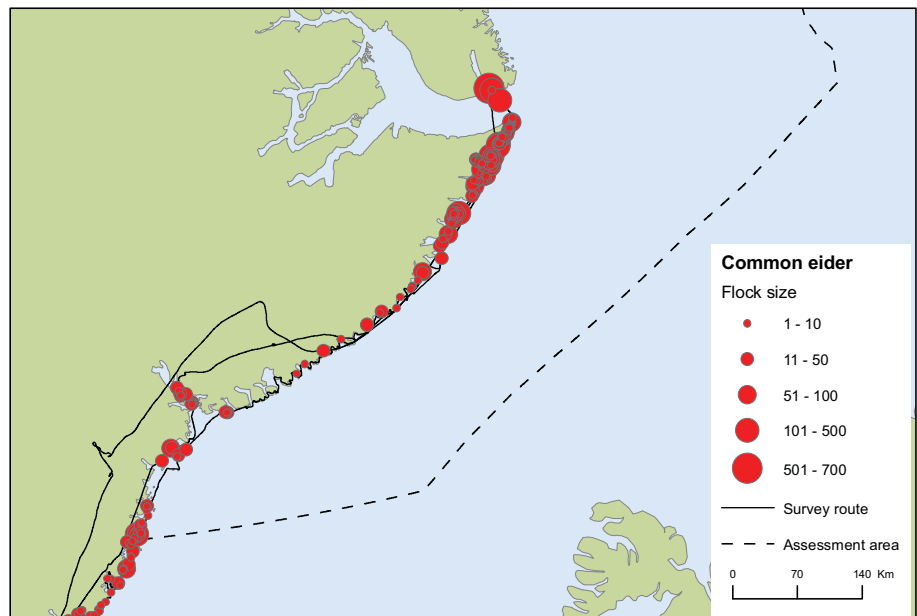 Common eider
Flock size
1 - 10
11 - 50
51 - 100
101 - 500
501 - 700
Survey route
Assessment area
0 70 140 Km